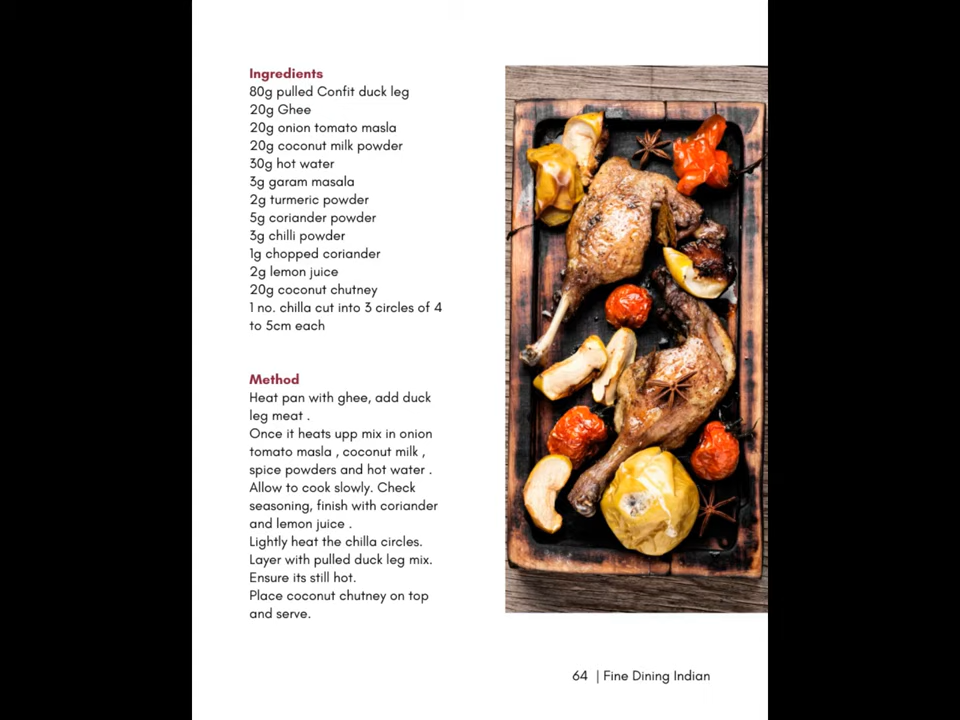 Ingredients
80g pulled Confit duck leg
20g Ghee
20g onion tomato masla
20g coconut milk powder
30g hot water
3g garam masala
2g turmeric powder
5g coriander powder
3g chilli powder
1g chopped coriander
2g lemon juice
20g coconut chutney
1 no. chilla cut into 3 circles of 4
to 5cm each
Method
Heat pan with ghee, add duck
leg meat .
Once it heats upp mix in onion
tomato masla , coconut milk ,
spice powders and hot water .
Allow to cook slowly. Check
seasoning, finish with coriander
and lemon juice .
Lightly heat the chilla circles.
Layer with pulled duck leg mix.
Ensure its still hot.
Place coconut chutney on top
and serve.
64 | Fine Dining Indian